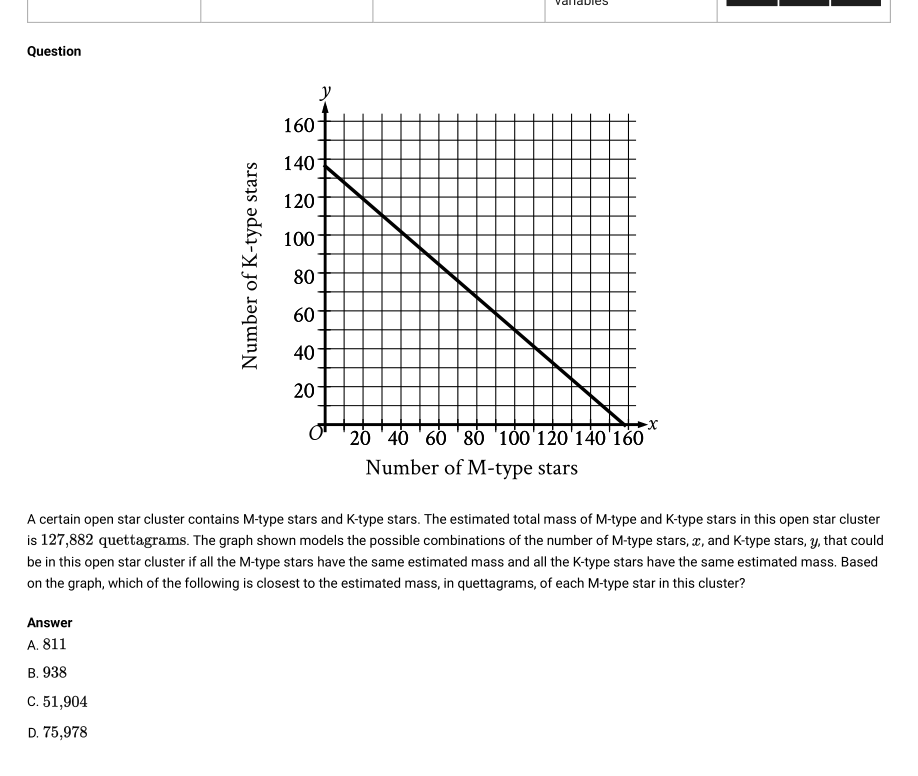 variables
Question
y
160
140
120
100
80
60
40
20
O
20 40 60 80 100 120 140 160
x
Number of K-type stars
Number of M-type stars
A certain open star cluster contains M-type stars and K-type stars. The estimated total mass of M-type and K-type stars in this open star cluster
is 127,882 quettagrams. The graph shown models the possible combinations of the number of M-type stars, x, and K-type stars, y, that could
be in this open star cluster if all the M-type stars have the same estimated mass and all the K-type stars have the same estimated mass. Based
on the graph, which of the following is closest to the estimated mass, in quettagrams, of each M-type star in this cluster?
Answer
A. 811
B. 938
C. 51,904
D. 75,978